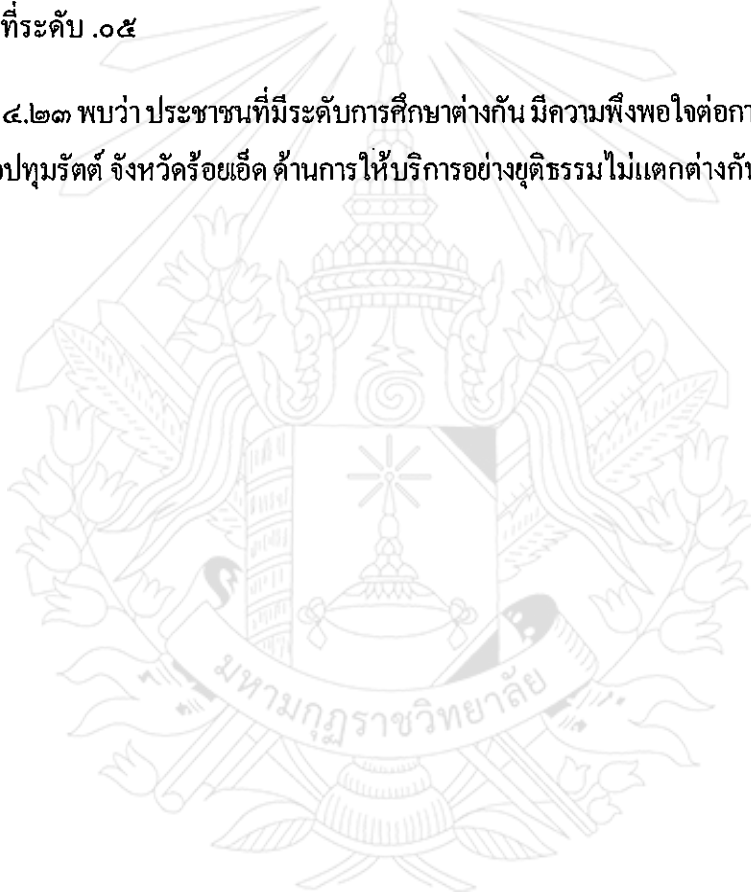 ที่ระดับ .๐๕
๔.๒๓ พบว่า ประชาชนที่มีระดับการศึกษาต่างกัน มีความพึงพอใจต่อกา
ปทุมรัตต์ จังหวัดร้อยเอ็ด ด้านการให้บริการอย่างยุติธรรมไม่แตกต่างกัน
มหามกุฏราชวิทยาลัย